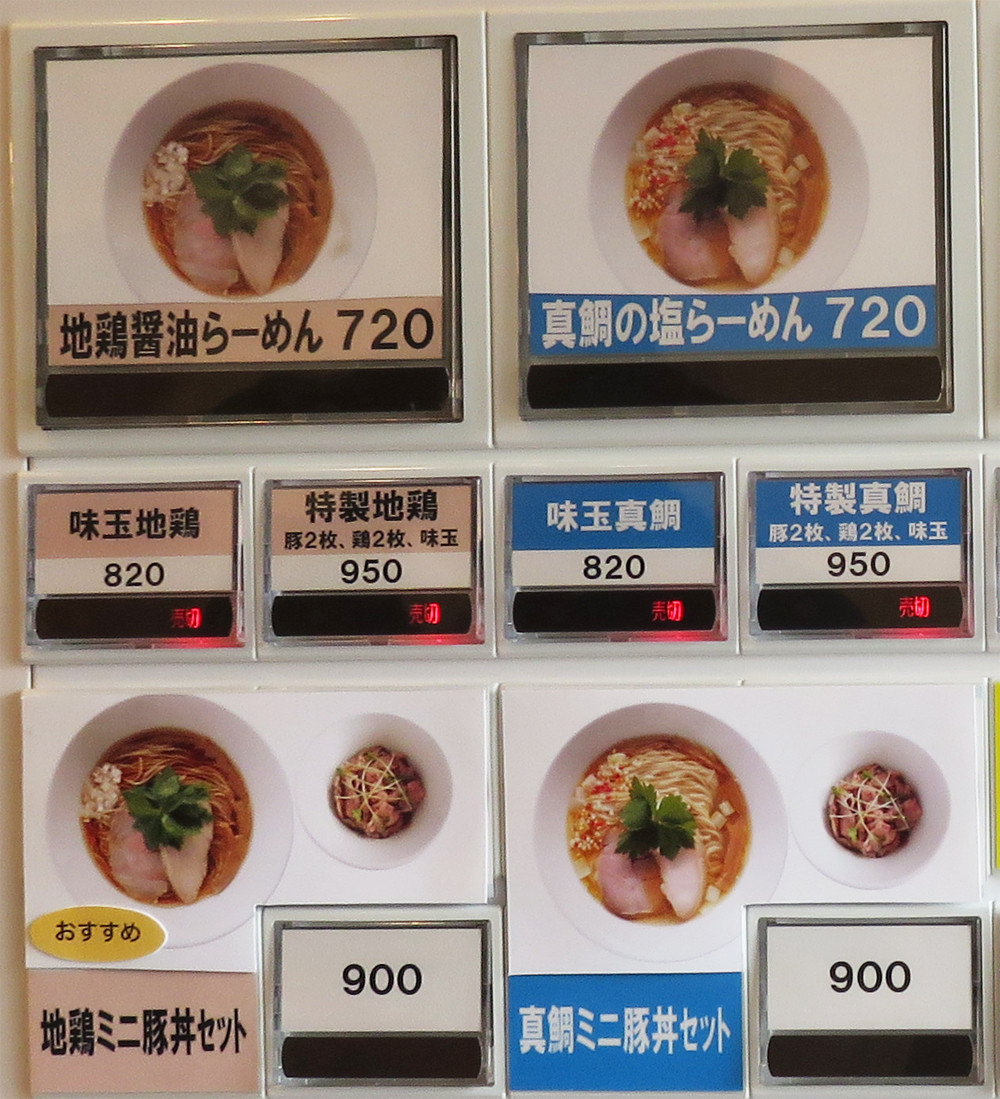 地鶏醤油らーめん 720
真鯛の塩らーめん 720
味玉地鶏
820
売切
特製地鶏
豚2枚、鶏2枚、味玉
950
売切
味玉真鯛
820
売切
特製真鯛
豚2枚、鶏2枚、味玉
950
売切
おすすめ
地鶏ミニ豚丼セット
900
真鯛ミニ豚丼セット
900